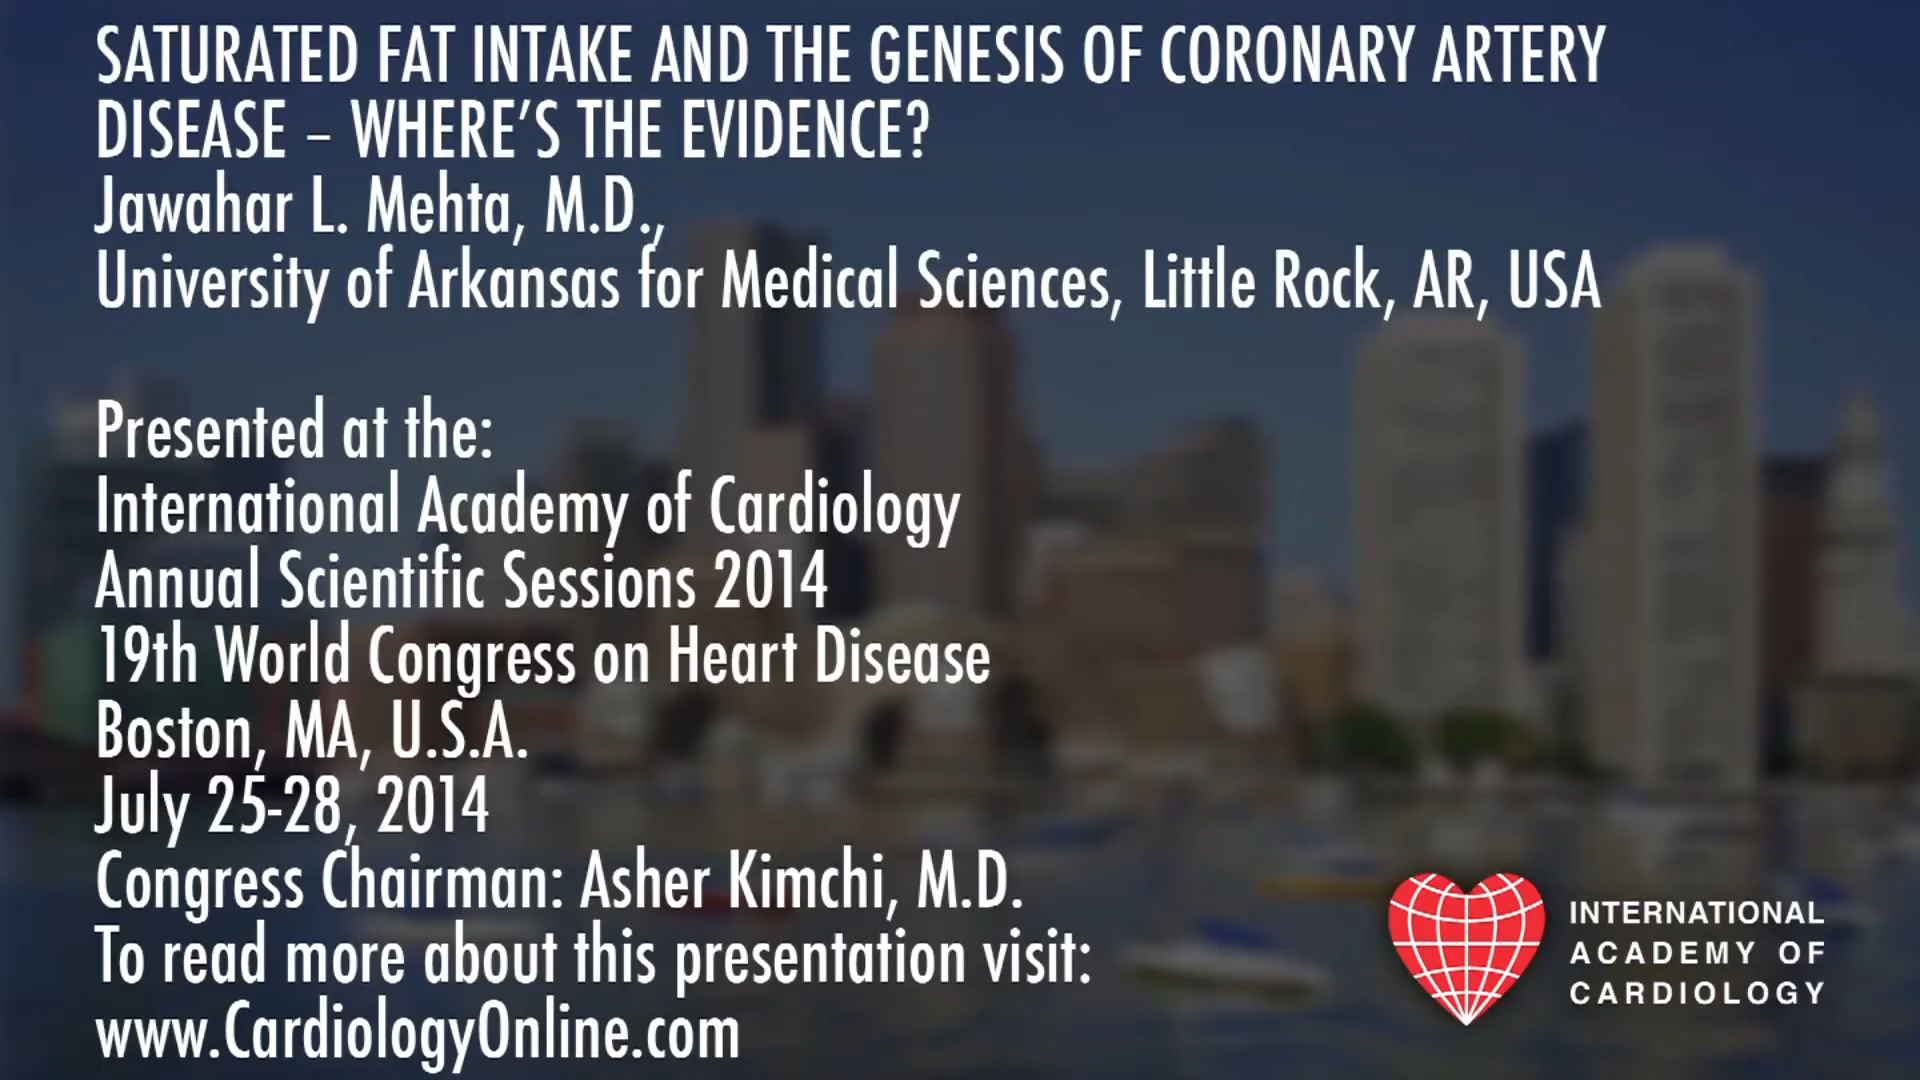 SATURATED FAT INTAKE AND THE GENESIS OF CORONARY ARTERY
DISEASE – WHERE'S THE EVIDENCE?
Jawahar L. Mehta, M.D.,
University of Arkansas for Medical Sciences, Little Rock, AR, USA
Presented at the:
International Academy of Cardiology
Annual Scientific Sessions 2014
19th World Congress on Heart Disease
Boston, MA, U.S.A.
July 25-28, 2014
Congress Chairman: Asher Kimchi, M.D.
To read more about this presentation visit:
www.CardiologyOnline.com
INTERNATIONAL
ACADEMY OF
CARDIOLOGY